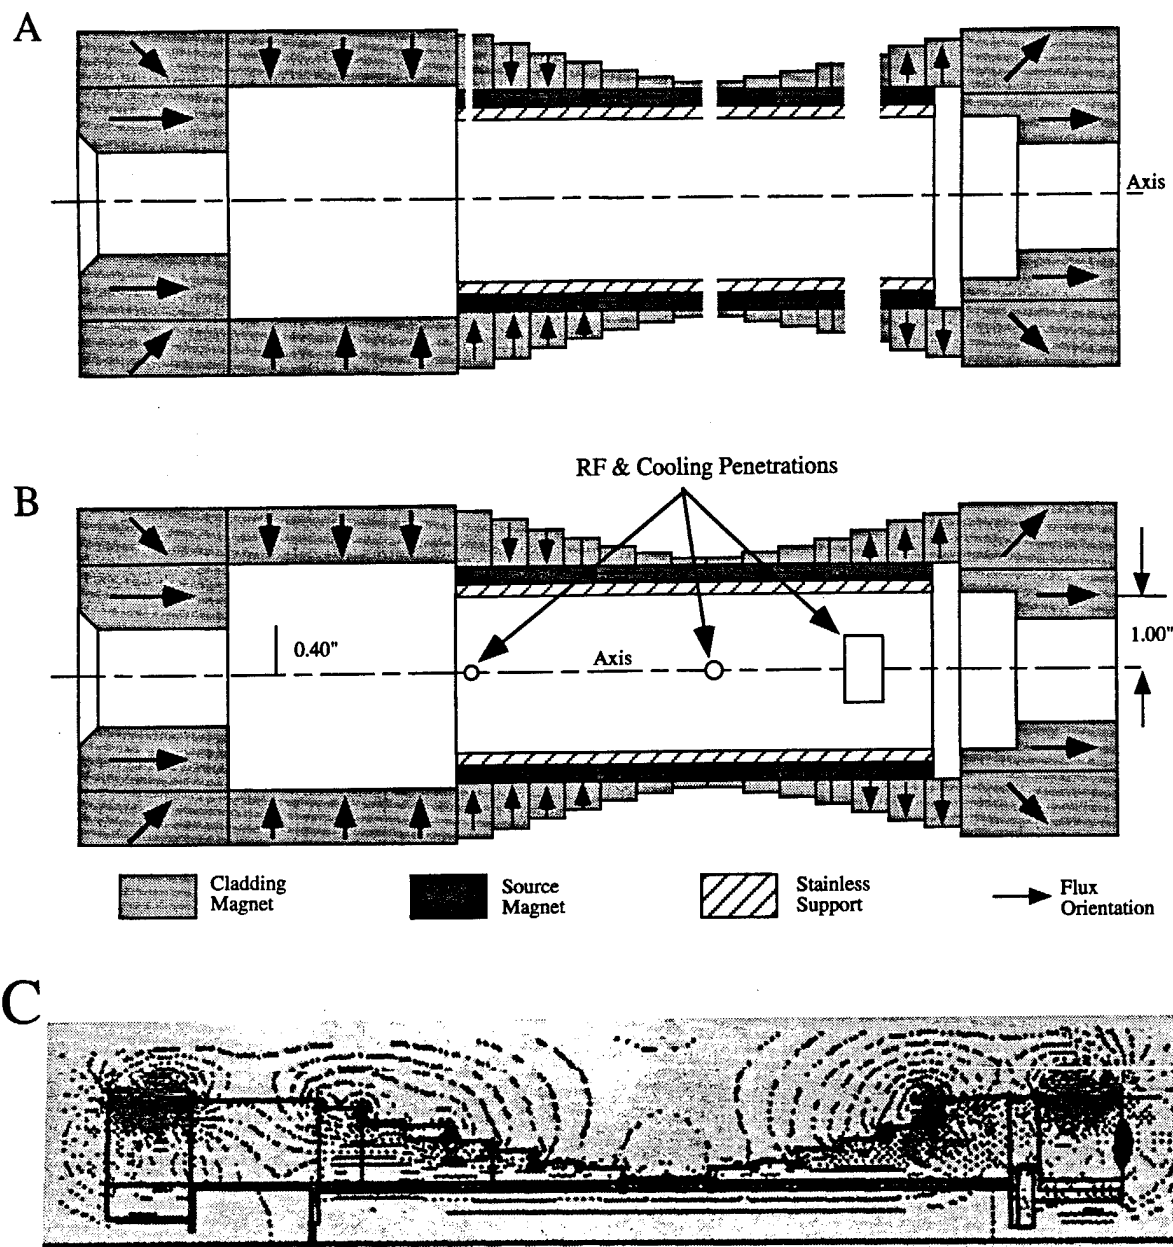 A
Axis
B
RF & Cooling Penetrations
0.40"
Axis
1.00"
Cladding
Magnet
Source
Magnet
Stainless
Support
Flux
Orientation
C